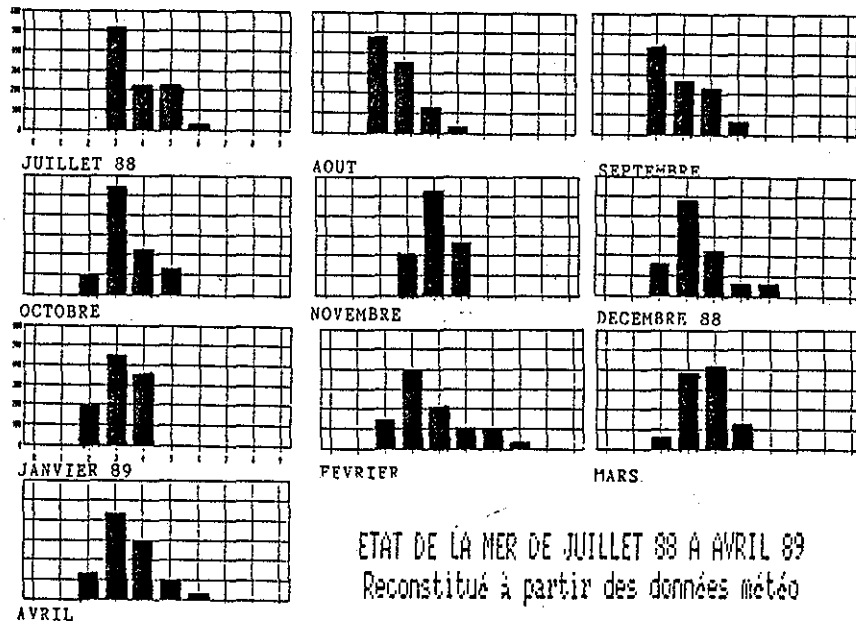 JUILLET 88
AOUT
SEPTEMBRE
OCTOBRE
NOVEMBRE
DECEMBRE 88
JANVIER 89
FEVRIER
MARS
AVRIL
ETAT DE LA MER DE JUILLET 88 A AVRIL 89
Reconstitué à partir des données météo